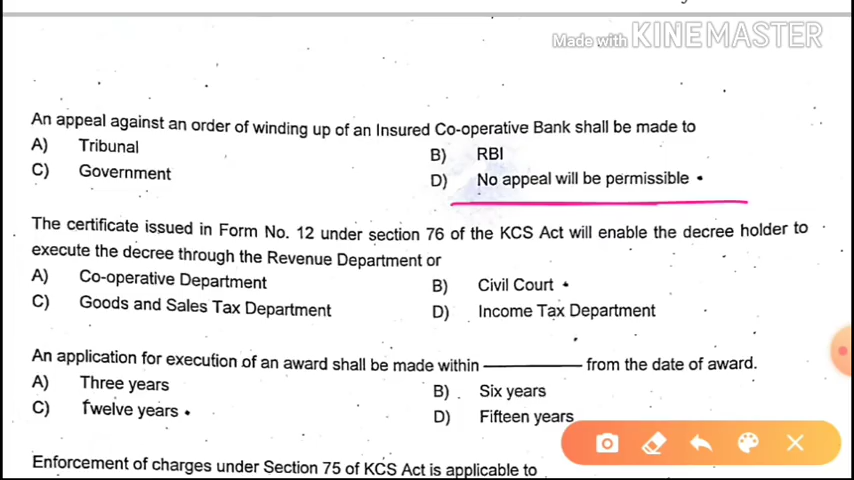 Made with KINEMASTER
An appeal against an order of winding up of an Insured Co-operative Bank shall be made to
A) Tribunal
B) RBI
C) Government
D) No appeal will be permissible
The certificate issued in Form No. 12 under section 76 of the KCS Act will enable the decree holder to
execute the decree through the Revenue Department or
A) Co-operative Department
B) Civil Court
C) Goods and Sales Tax Department
D) Income Tax Department
An application for execution of an award shall be made within ———— from the date of award.
A) Three years
B) Six years
C) Twelve years
D) Fifteen years
Enforcement of charges under Section 75 of KCS Act is applicable to